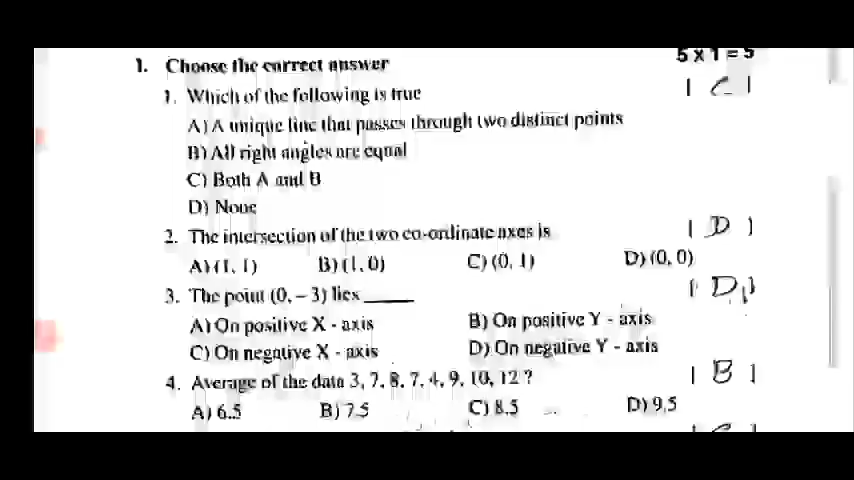 1. Choose the correct answer 5 x 1 = 5
1. Which of the following is true | C |
A) A unique line that passes through two distinct points
B) All right angles are equal
C) Both A and B
D) None
2. The intersection of the two co-ordinate axes is | D |
A) (1, 1) B) (1, 0) C) (0, 1) D) (0, 0)
3. The point (0, – 3) lies ______ | D |
A) On positive X - axis B) On positive Y - axis
C) On negative X - axis D) On negative Y - axis
4. Average of the data 3, 7, 8, 7, 4, 9, 10, 12 ? | B |
A) 6.5 B) 7.5 C) 8.5 D) 9.5